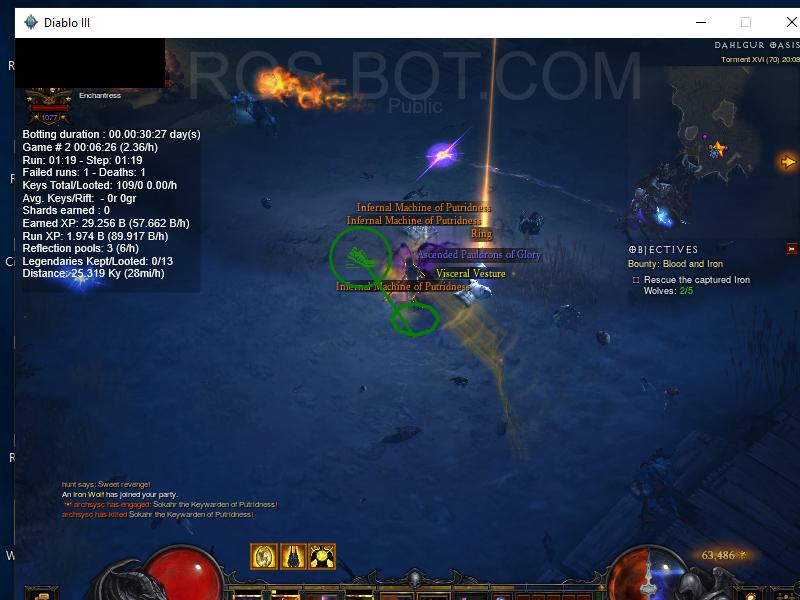 Diablo III
ROS-BOT.COM
Public
DAHLGUR OASIS
Torment XVI (70) 20:08
Enchantress
1077
Botting duration : 00.00:30:27 day(s)
Game # 2 00:06:26 (2.36/h)
Run: 01:19 - Step: 01:19
Failed runs: 1 - Deaths: 1
Keys Total/Looted: 109/0 0.00/h
Avg. Keys/Rift: - 0r 0gr
Shards earned : 0
Earned XP: 29.256 B (57.662 B/h)
Run XP: 1.974 B (89.917 B/h)
Reflection pools: 3 (6/h)
Legendaries Kept/Looted: 0/13
Distance: 25.319 Ky (28mi/h)
Infernal Machine of Putridness
Infernal Machine of Putridness
Ring
Ascended Pauldrons of Glory
Visceral Vesture
Infernal Machine of Putridness
OBJECTIVES
Bounty: Blood and Iron
Rescue the captured Iron
Wolves: 2/5
hunt says: Sweet revenge!
An Iron Wolf has joined your party.
archsysc has engaged: Sokahr the Keywarden of Putridness!
archsysc has killed Sokahr the Keywarden of Putridness!
63,486
R
R
C
R
W